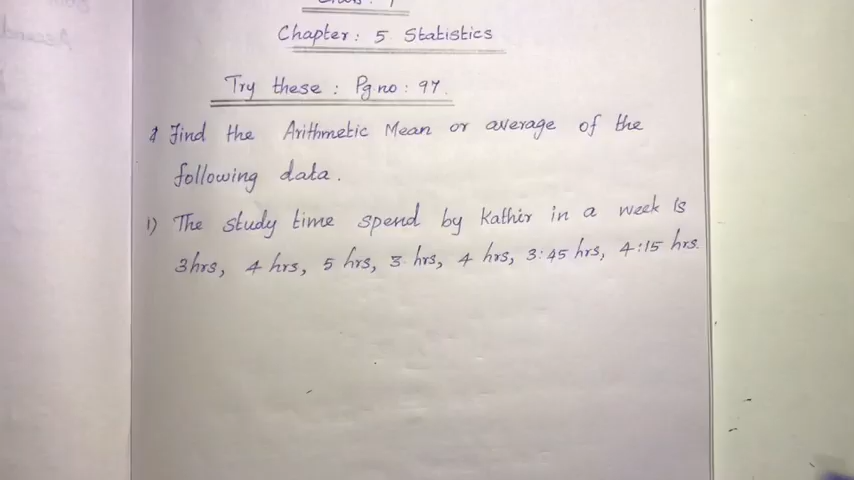 Chapter: 5 Statistics
Try these: Pg no: 97.
Find the Arithmetic Mean or average of the
following data.
1) The study time spend by Kathir in a week is
3hrs, 4 hrs, 5 hrs, 3 hrs, 4 hrs, 3:45 hrs, 4:15 hrs.